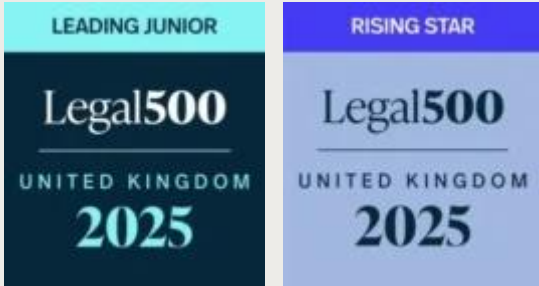 LEADING JUNIOR
Legal500
UNITED KINGDOM
2025
RISING STAR
Legal500
UNITED KINGDOM
2025